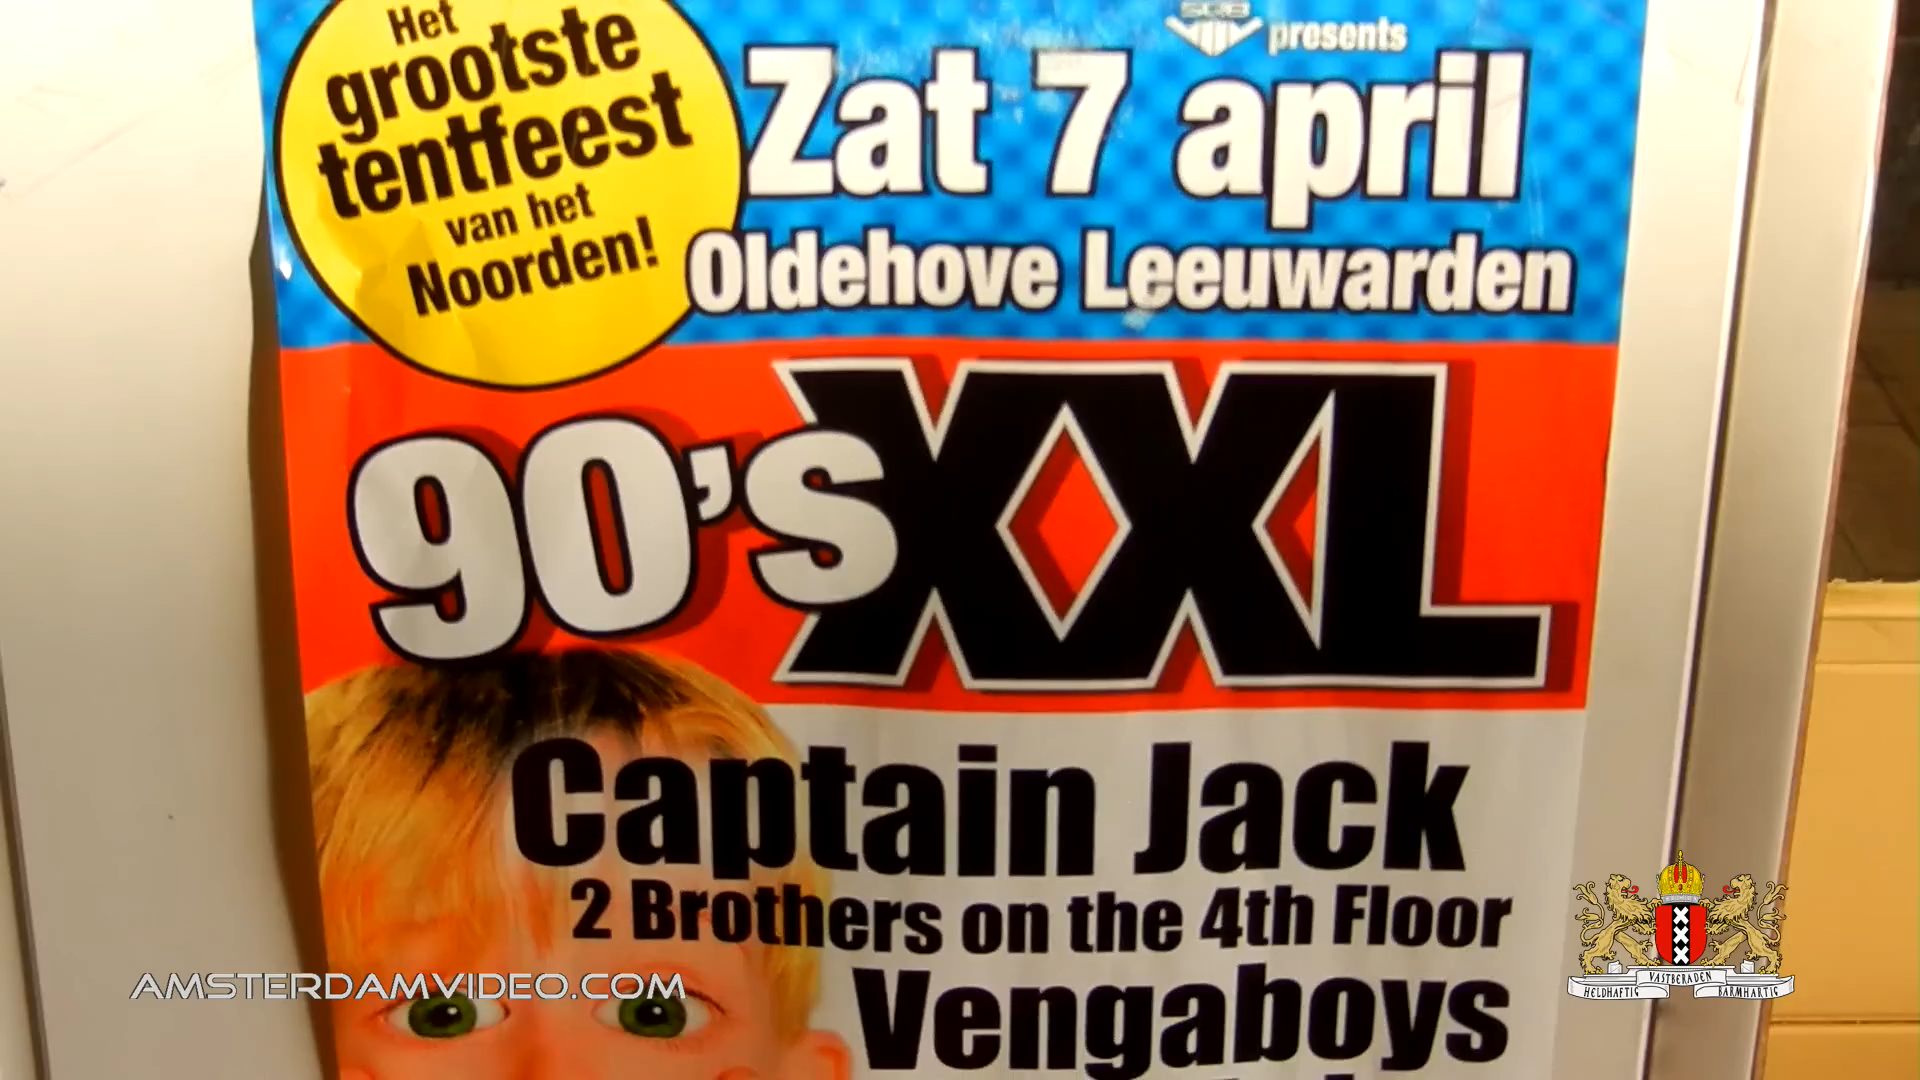 Het
grootste
tentfeest
van het
Noorden!
presents
Zat 7 april
Oldehove Leeuwarden
90's XXL
Captain Jack
2 Brothers on the 4th Floor
Vengaboys
AMSTERDAMVIDEO.COM
HELDHAFTIG VASTBERADEN BARMHARTIG